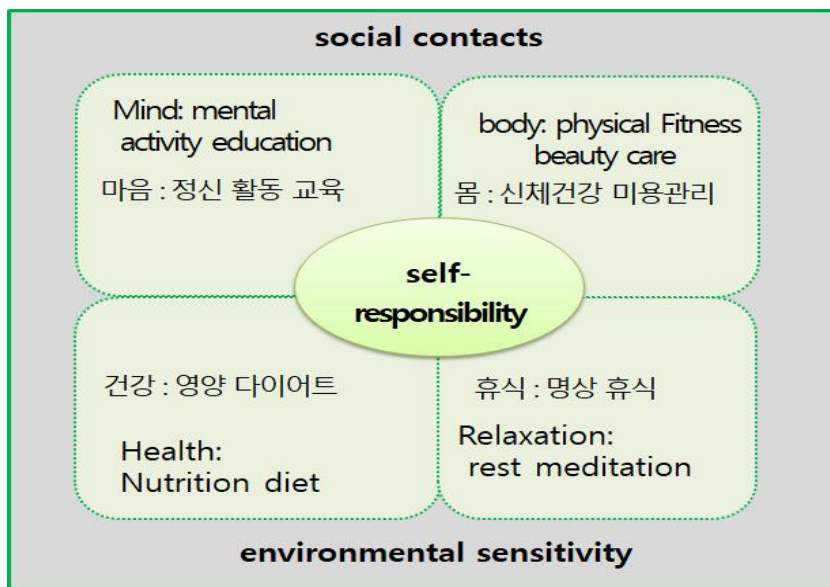 social contacts
Mind: mental
activity education
마음 : 정신 활동 교육
body: physical Fitness
beauty care
몸 : 신체건강 미용관리
self-
responsibility
건강 : 영양 다이어트
Health:
Nutrition diet
휴식 : 명상 휴식
Relaxation:
rest meditation
environmental sensitivity